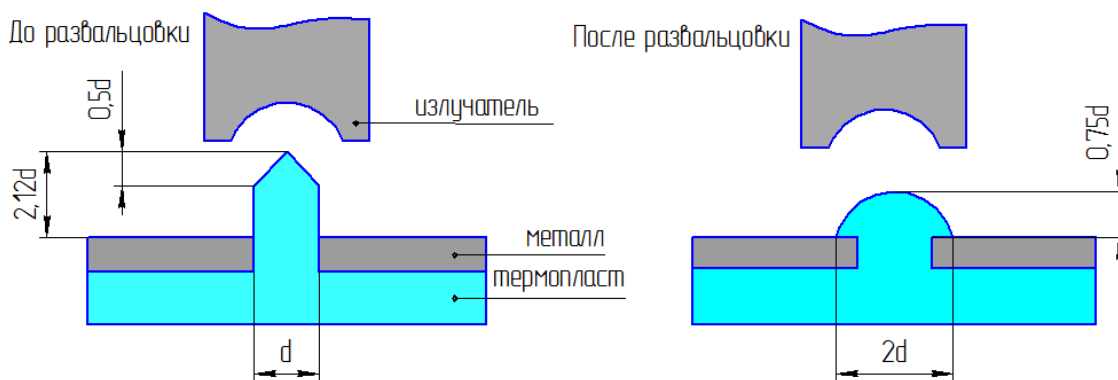 До развальцовки
После развальцовки
0,5d
излучатель
0,75d
2,12d
металл
термопласт
d
2d